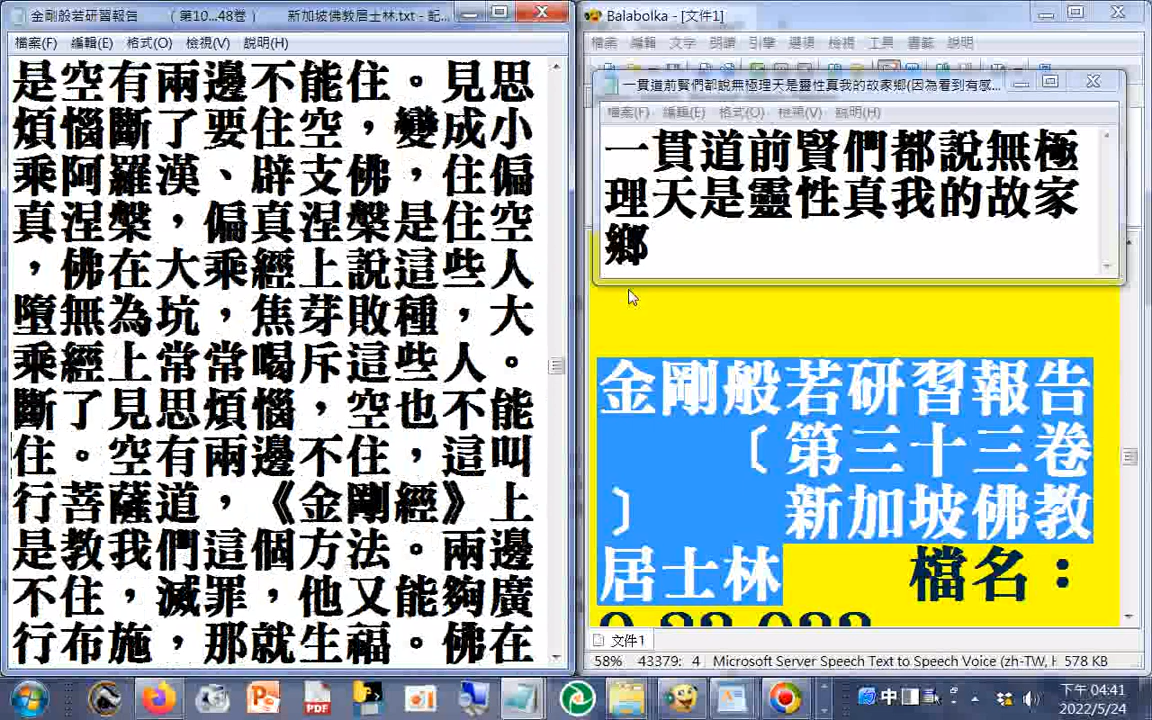 金剛般若研習報告 （第10...48卷） 新加坡佛教居士林.txt - 記...
檔案(F) 編輯(E) 格式(O) 檢視(V) 說明(H)
是空有兩邊不能住。見思
煩惱斷了要住空，變成小
乘阿羅漢、辟支佛，住偏
真涅槃，偏真涅槃是住空
，佛在大乘經上說這些人
墮無為坑，焦芽敗種，大
乘經上常常喝斥這些人。
斷了見思煩惱，空也不能
住。空有兩邊不住，這叫
行菩薩道，《金剛經》上
是教我們這個方法。兩邊
不住，滅罪，他又能夠廣
行布施，那就生福。佛在
Balabolka - [文件1]
檔案 編輯 文字 朗讀 引擎 選項 檢視 工具 書籤 說明
一貫道前賢們都說無極理天是靈性真我的故家鄉(因為看到有感...
檔案(F) 編輯(E) 格式(O) 檢視(V) 說明(H)
一貫道前賢們都說無極
理天是靈性真我的故家
鄉
金剛般若研習報告
〔第三十三卷
〕 新加坡佛教
居士林 檔名：
文件1
58% 43379: 4 Microsoft Server Speech Text to Speech Voice (zh-TW, H 578 KB
中
下午 04:41
2022/5/24